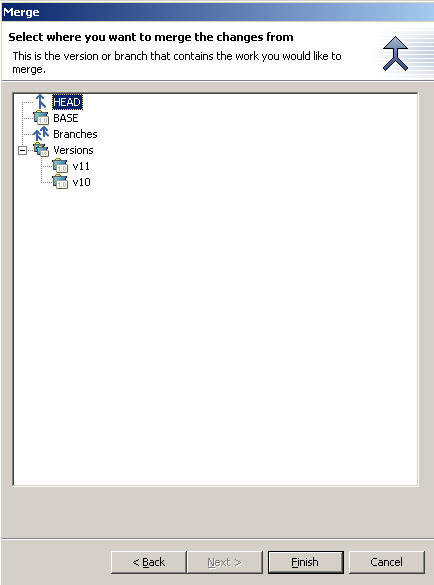 Merge
Select where you want to merge the changes from
This is the version or branch that contains the work you would like to
merge.
HEAD
BASE
Branches
Versions
v11
v10
< Back Next > Finish Cancel